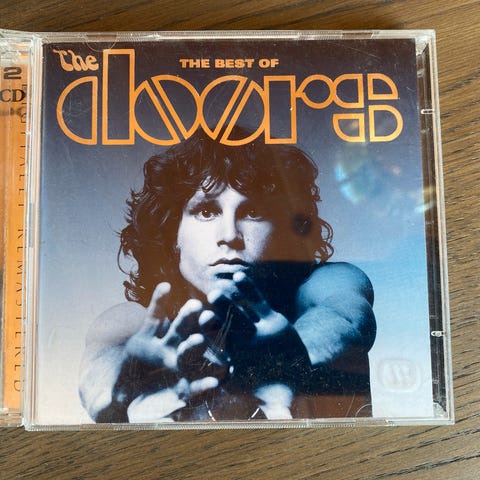 The
THE BEST OF
doors
2
CD
REMASTERED